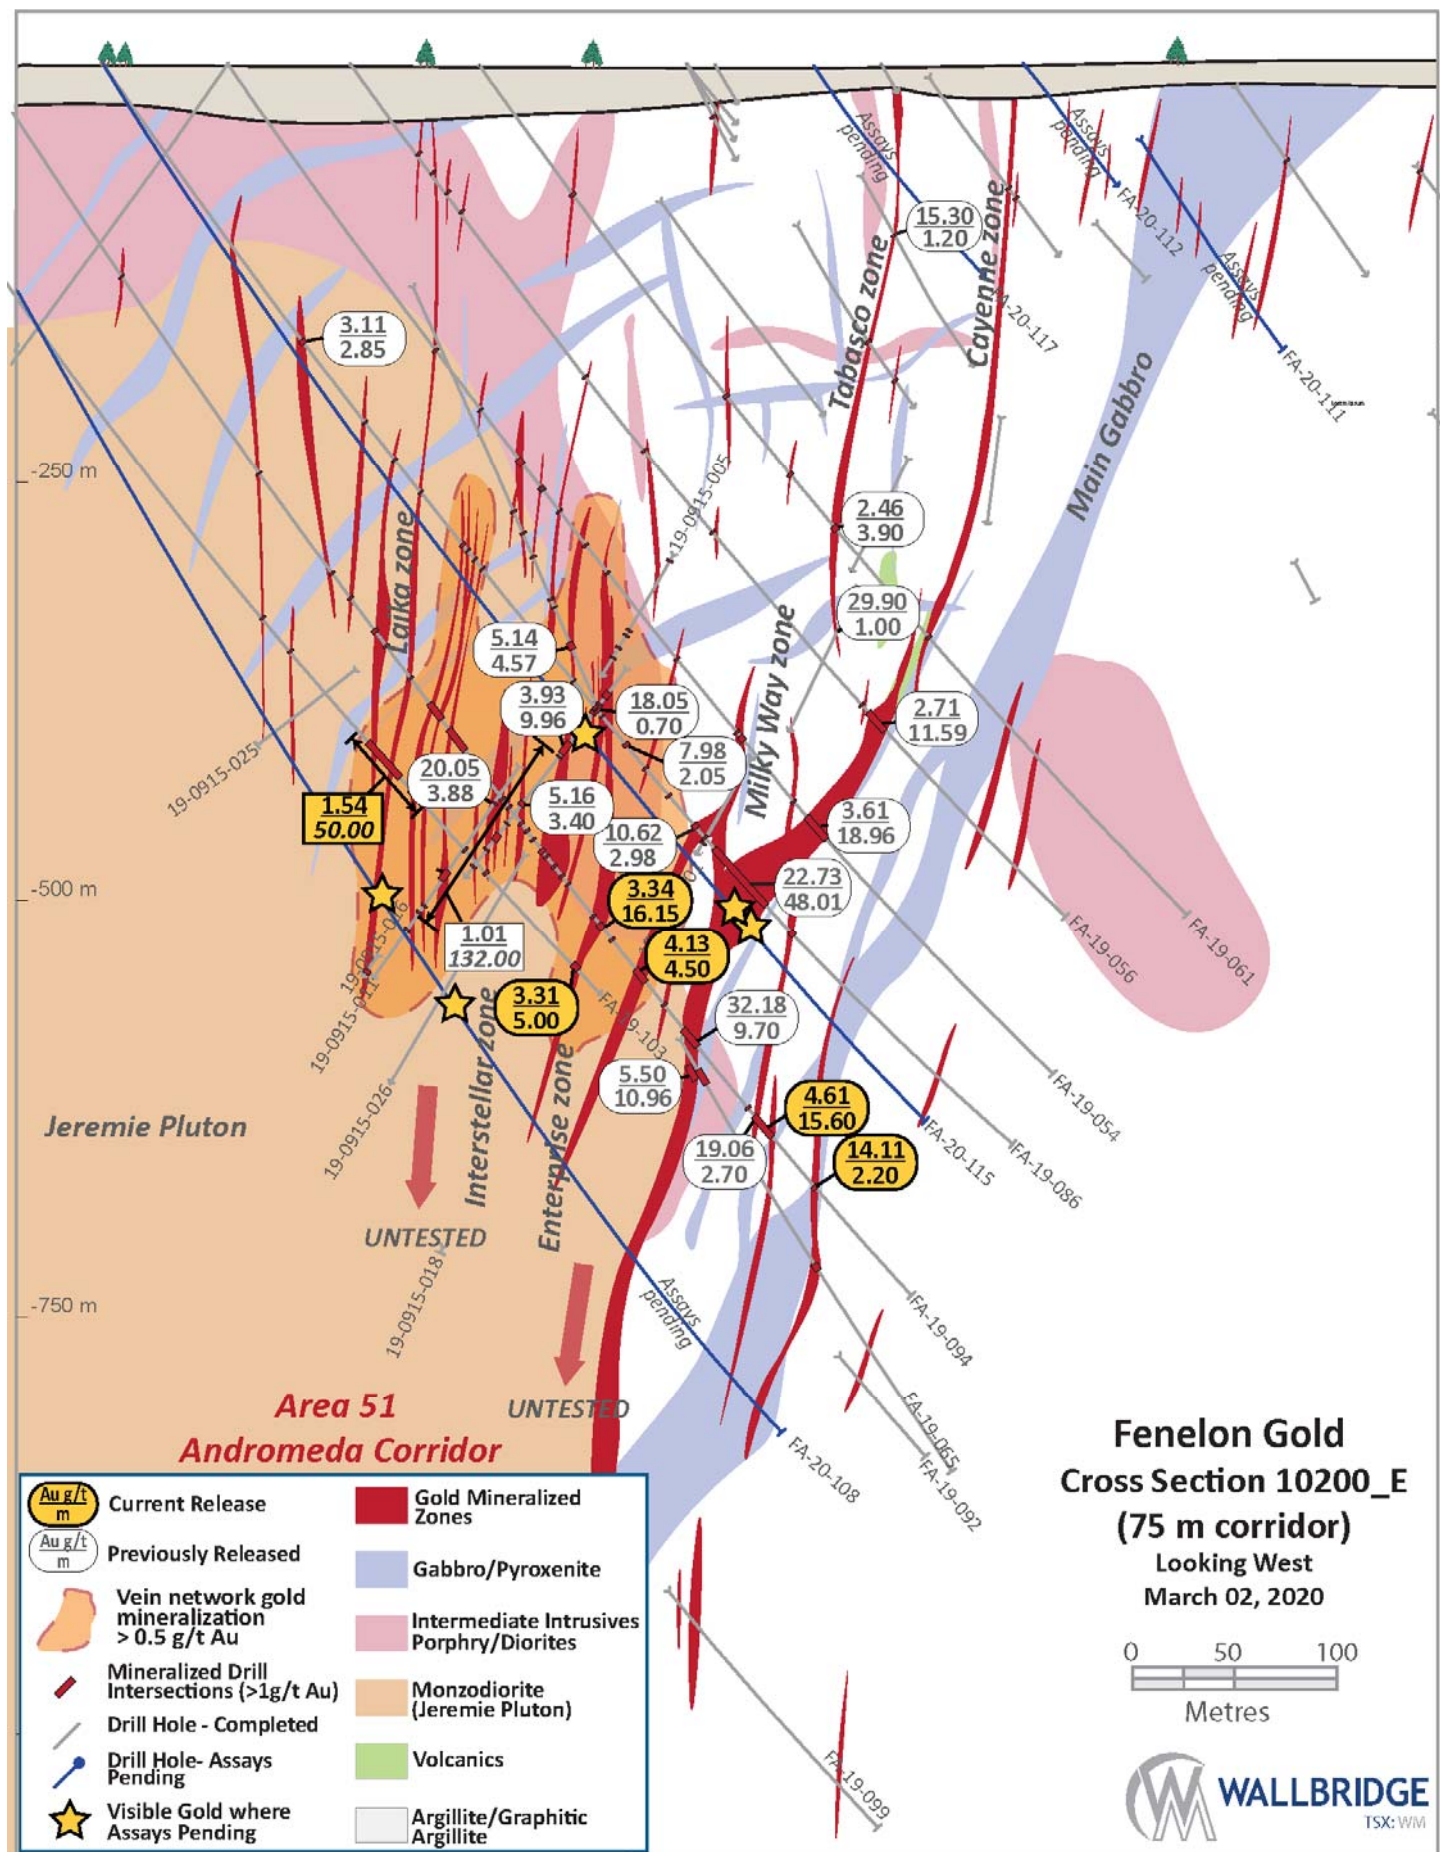 Assays
pending
Assays
pending
FA-20-112
Assays
pending
FA-20-111
FA-20-117
15.30
1.20
Tabasco zone
Cayenne zone
Main Gabbro
3.11
2.85
-250 m
Laika zone
19-0915-005
2.46
3.90
29.90
1.00
Milky Way zone
5.14
4.57
3.93
9.96
18.05
0.70
7.98
2.05
2.71
11.59
19-0915-025
20.05
3.88
1.54
50.00
5.16
3.40
10.62
2.98
3.61
18.96
22.73
48.01
-500 m
3.34
16.15
4.13
4.50
1.01
132.00
3.31
5.00
19-0915-016
19-0915-011
19-0915-026
FA-19-103
32.18
9.70
5.50
10.96
4.61
15.60
19.06
2.70
14.11
2.20
FA-19-056
FA-19-061
FA-19-054
FA-19-086
FA-20-115
Jeremie Pluton
Interstellar zone
Enterprise zone
UNTESTED
19-0915-018
-750 m
Assays
pending
FA-19-094
FA-19-065
FA-19-092
FA-20-108
UNTESTED
Area 51
Andromeda Corridor
FA-19-099
Au g/t
m
Current Release
Au g/t
m
Previously Released
Vein network gold
mineralization
> 0.5 g/t Au
Mineralized Drill
Intersections (>1g/t Au)
Drill Hole - Completed
Drill Hole- Assays
Pending
Visible Gold where
Assays Pending
Gold Mineralized
Zones
Gabbro/Pyroxenite
Intermediate Intrusives
Porphry/Diorites
Monzodiorite
(Jeremie Pluton)
Volcanics
Argillite/Graphitic
Argillite
Fenelon Gold
Cross Section 10200_E
(75 m corridor)
Looking West
March 02, 2020
0 50 100
Metres
WALLBRIDGE
TSX: WM